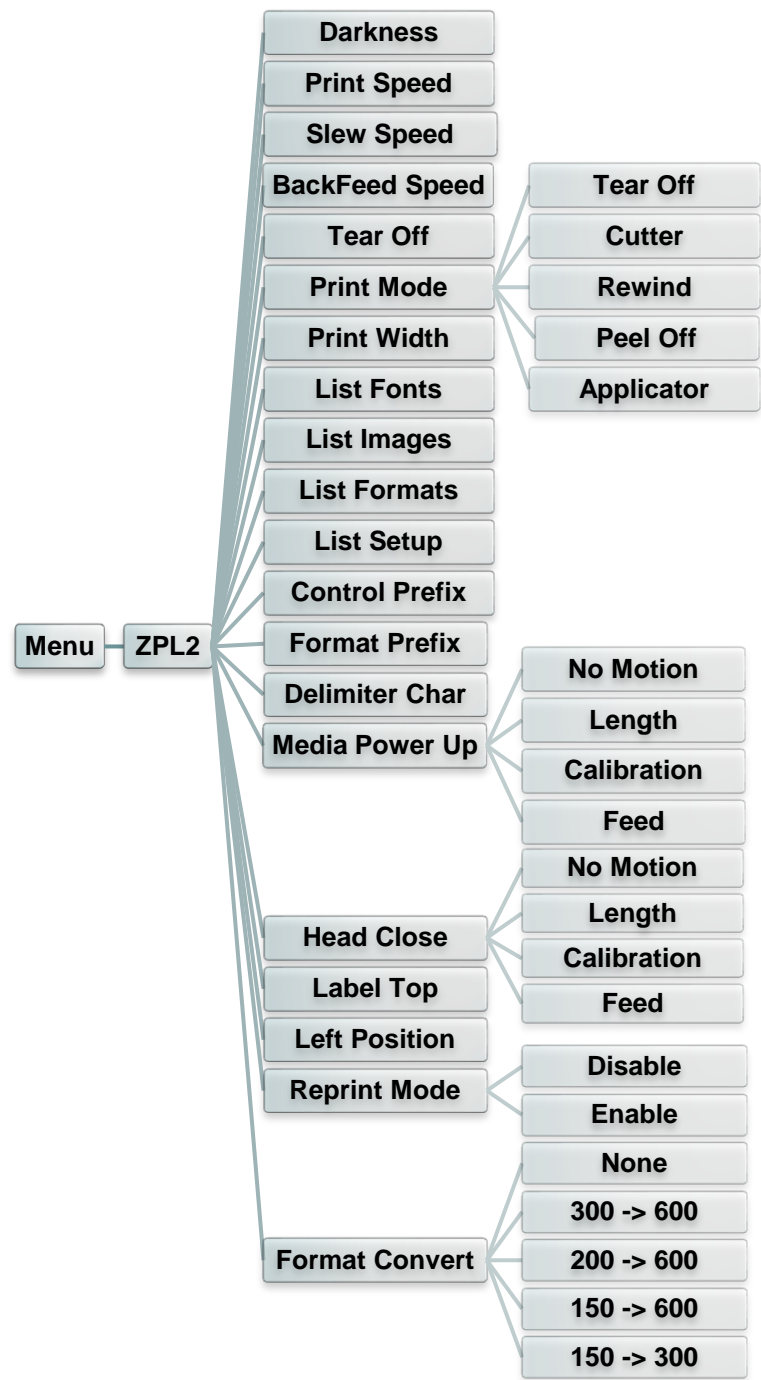 Menu
ZPL2
Darkness
Print Speed
Slew Speed
BackFeed Speed
Tear Off
Print Mode
Tear Off
Cutter
Rewind
Peel Off
Applicator
Print Width
List Fonts
List Images
List Formats
List Setup
Control Prefix
Format Prefix
Delimiter Char
Media Power Up
No Motion
Length
Calibration
Feed
Head Close
No Motion
Length
Calibration
Feed
Label Top
Left Position
Reprint Mode
Disable
Enable
Format Convert
None
300 -> 600
200 -> 600
150 -> 600
150 -> 300